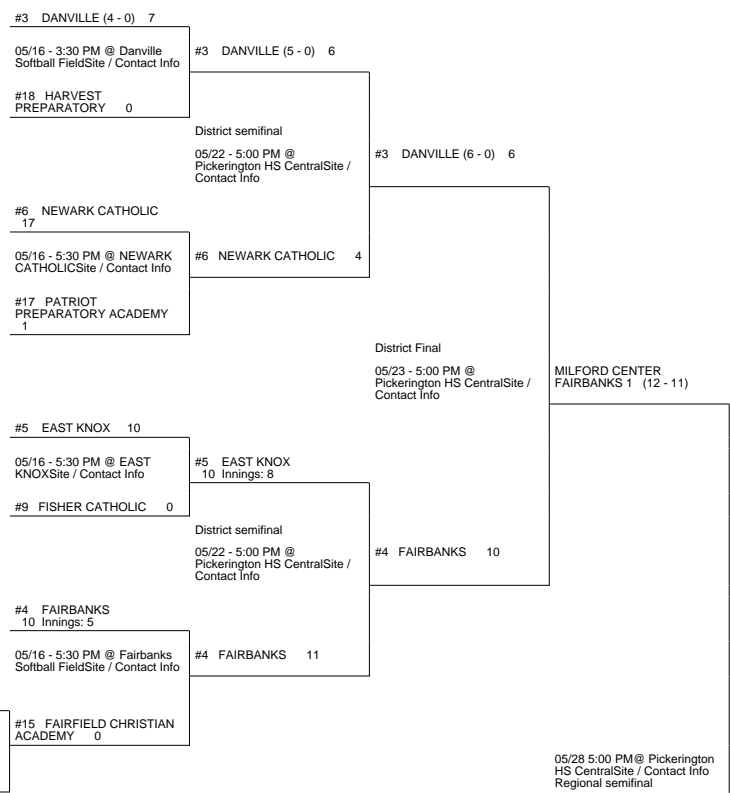 #3 DANVILLE (4 - 0) 7
05/16 - 3:30 PM @ Danville
Softball FieldSite / Contact Info
#18 HARVEST
PREPARATORY 0
#3 DANVILLE (5 - 0) 6
District semifinal
05/22 - 5:00 PM @
Pickerington HS CentralSite /
Contact Info
#6 NEWARK CATHOLIC
17
05/16 - 5:30 PM @ NEWARK
CATHOLICSite / Contact Info
#17 PATRIOT
PREPARATORY ACADEMY
1
#6 NEWARK CATHOLIC 4
#3 DANVILLE (6 - 0) 6
District Final
05/23 - 5:00 PM @
Pickerington HS CentralSite /
Contact Info
#5 EAST KNOX 10
05/16 - 5:30 PM @ EAST
KNOXSite / Contact Info
#9 FISHER CATHOLIC 0
#5 EAST KNOX
10 Innings: 8
District semifinal
05/22 - 5:00 PM @
Pickerington HS CentralSite /
Contact Info
#4 FAIRBANKS
10 Innings: 5
05/16 - 5:30 PM @ Fairbanks
Softball FieldSite / Contact Info
#15 FAIRFIELD CHRISTIAN
ACADEMY 0
#4 FAIRBANKS 11
#4 FAIRBANKS 10
MILFORD CENTER
FAIRBANKS 1 (12 - 11)
05/28 5:00 PM@ Pickerington
HS CentralSite / Contact Info
Regional semifinal